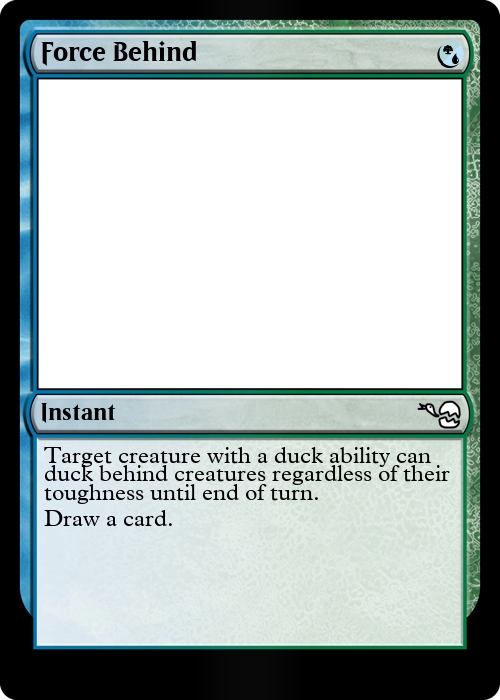 Force Behind
Instant
Target creature with a duck ability can
duck behind creatures regardless of their
toughness until end of turn.
Draw a card.